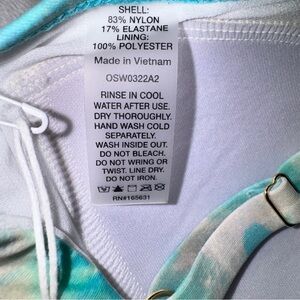 SHELL:
83% NYLON
17% ELASTANE
LINING:
100% POLYESTER
Made in Vietnam
OSW0322A2
RINSE IN COOL
WATER AFTER USE.
DRY THOROUGHLY.
HAND WASH COLD
SEPARATELY.
WASH INSIDE OUT.
DO NOT BLEACH.
DO NOT WRING OR
TWIST. LINE DRY.
DO NOT IRON.
RN#165631